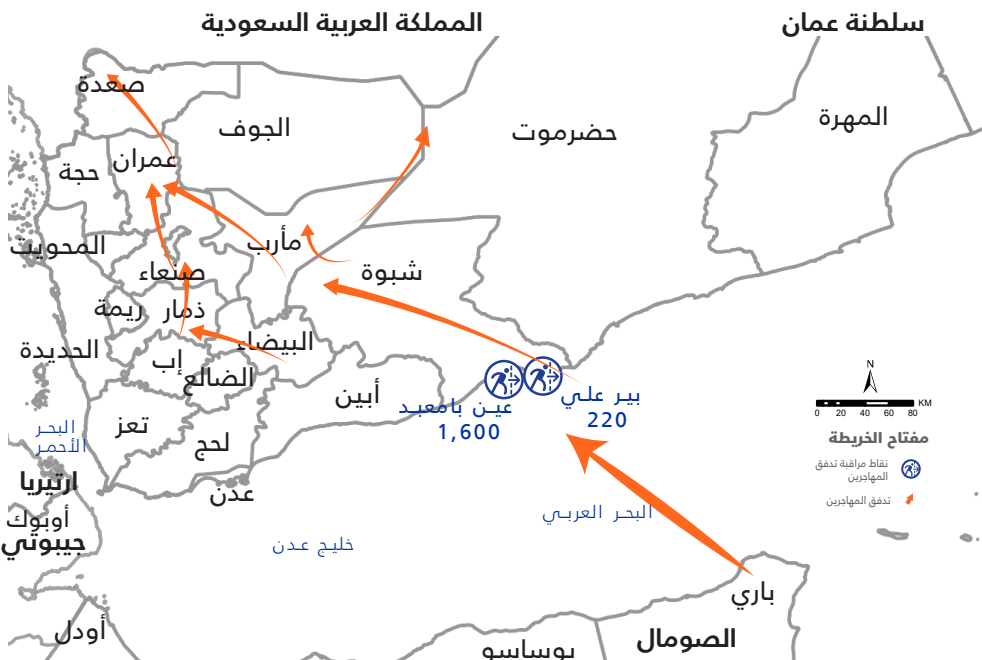 المملكة العربية السعودية
سلطنة عمان
صعدة
الجوف
حضرموت
المهرة
عمران
حجة
مأرب
المحويت
شبوة
صنعاء
ريمة
ذمار
البيضاء
الحديدة
إب
الضالع
أبين
تعز
لحج
عدن
بير علي
220
عين بامعبد
1,600
البحر
الأحمر
ارتيريا
أوبوك
جيبوتي
خليج عدن
البحر العربي
باري
أودل
بوساسو
الصومال
N
0 20 40 60 80 KM
مفتاح الخريطة
نقاط مراقبة تدفق
المهاجرين
تدفق المهاجرين